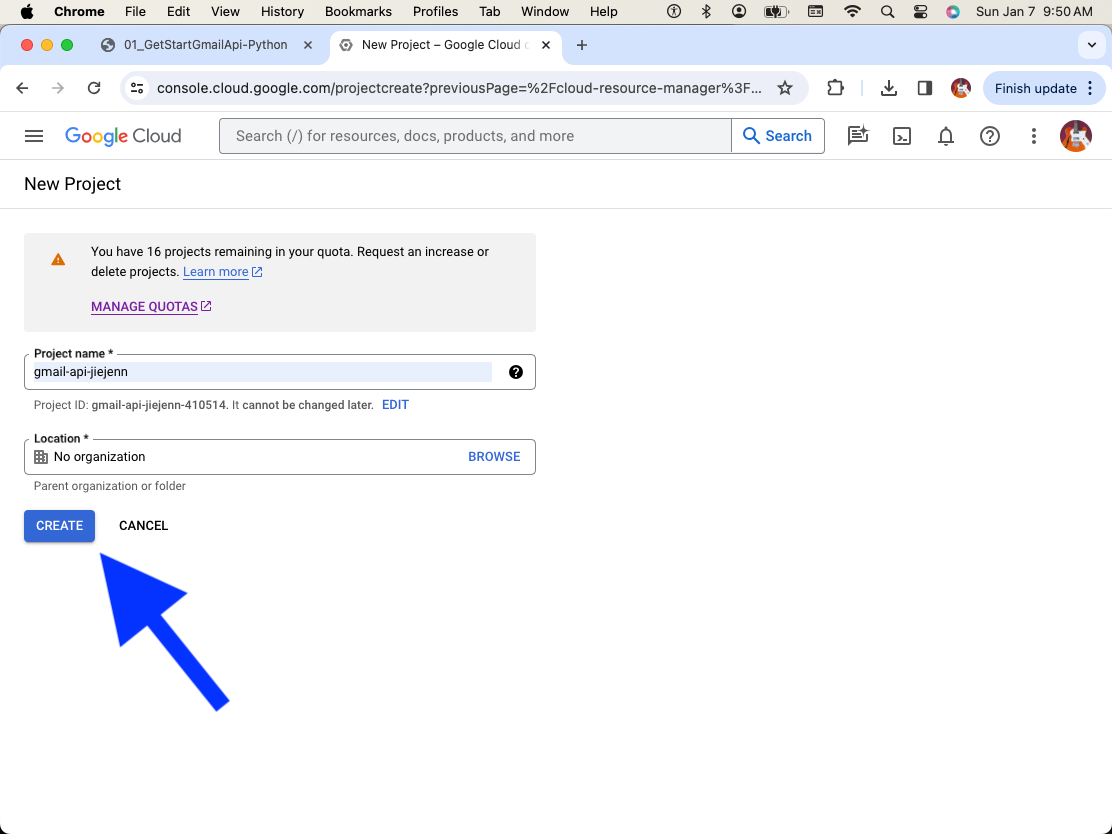 Chrome File Edit View History Bookmarks Profiles Tab Window Help Sun Jan 7 9:50 AM
01_GetStartGmailApi-Python New Project – Google Cloud
console.cloud.google.com/projectcreate?previousPage=%2Fcloud-resource-manager%3F... Finish update
Google Cloud Search (/) for resources, docs, products, and more Search
New Project
You have 16 projects remaining in your quota. Request an increase or
delete projects. Learn more
MANAGE QUOTAS
Project name *
gmail-api-jiejenn
Project ID: gmail-api-jiejenn-410514. It cannot be changed later. EDIT
Location *
No organization BROWSE
Parent organization or folder
CREATE CANCEL